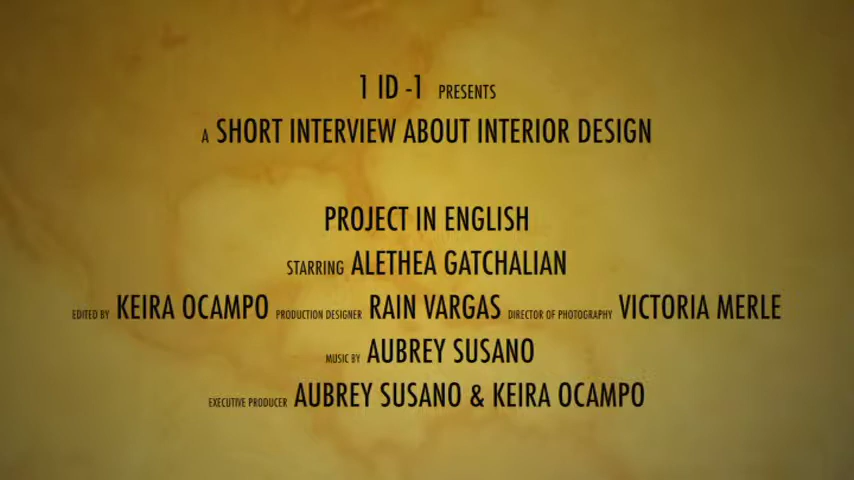 1 ID -1 PRESENTS
A SHORT INTERVIEW ABOUT INTERIOR DESIGN
PROJECT IN ENGLISH
STARRING ALETHEA GATCHALIAN
EDITED BY KEIRA OCAMPO PRODUCTION DESIGNER RAIN VARGAS DIRECTOR OF PHOTOGRAPHY VICTORIA MERLE
MUSIC BY AUBREY SUSANO
EXECUTIVE PRODUCER AUBREY SUSANO & KEIRA OCAMPO